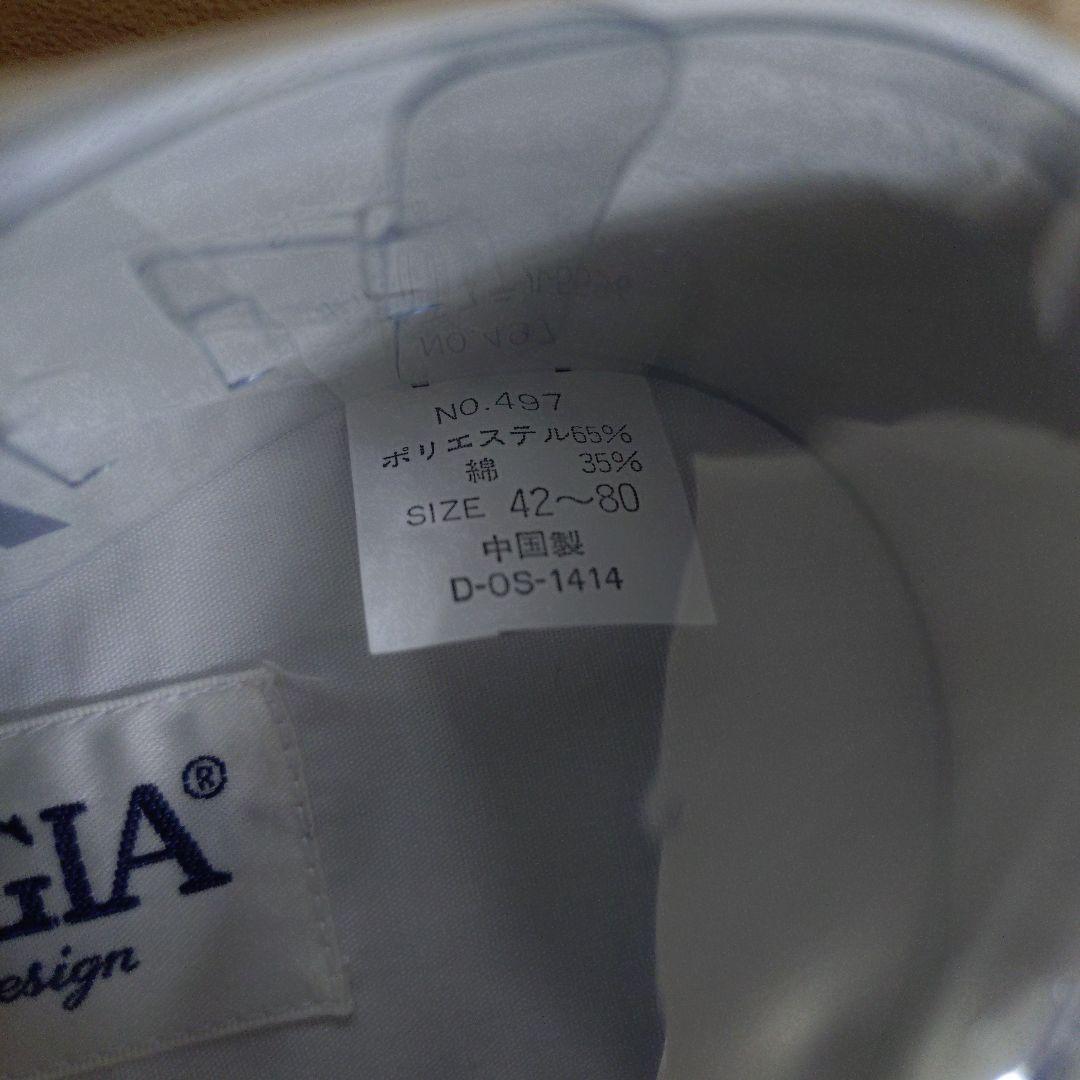 NO.497
ポリエステル65%
綿 35%
SIZE 42～80
中国製
D-OS-1414
GIA®
esign